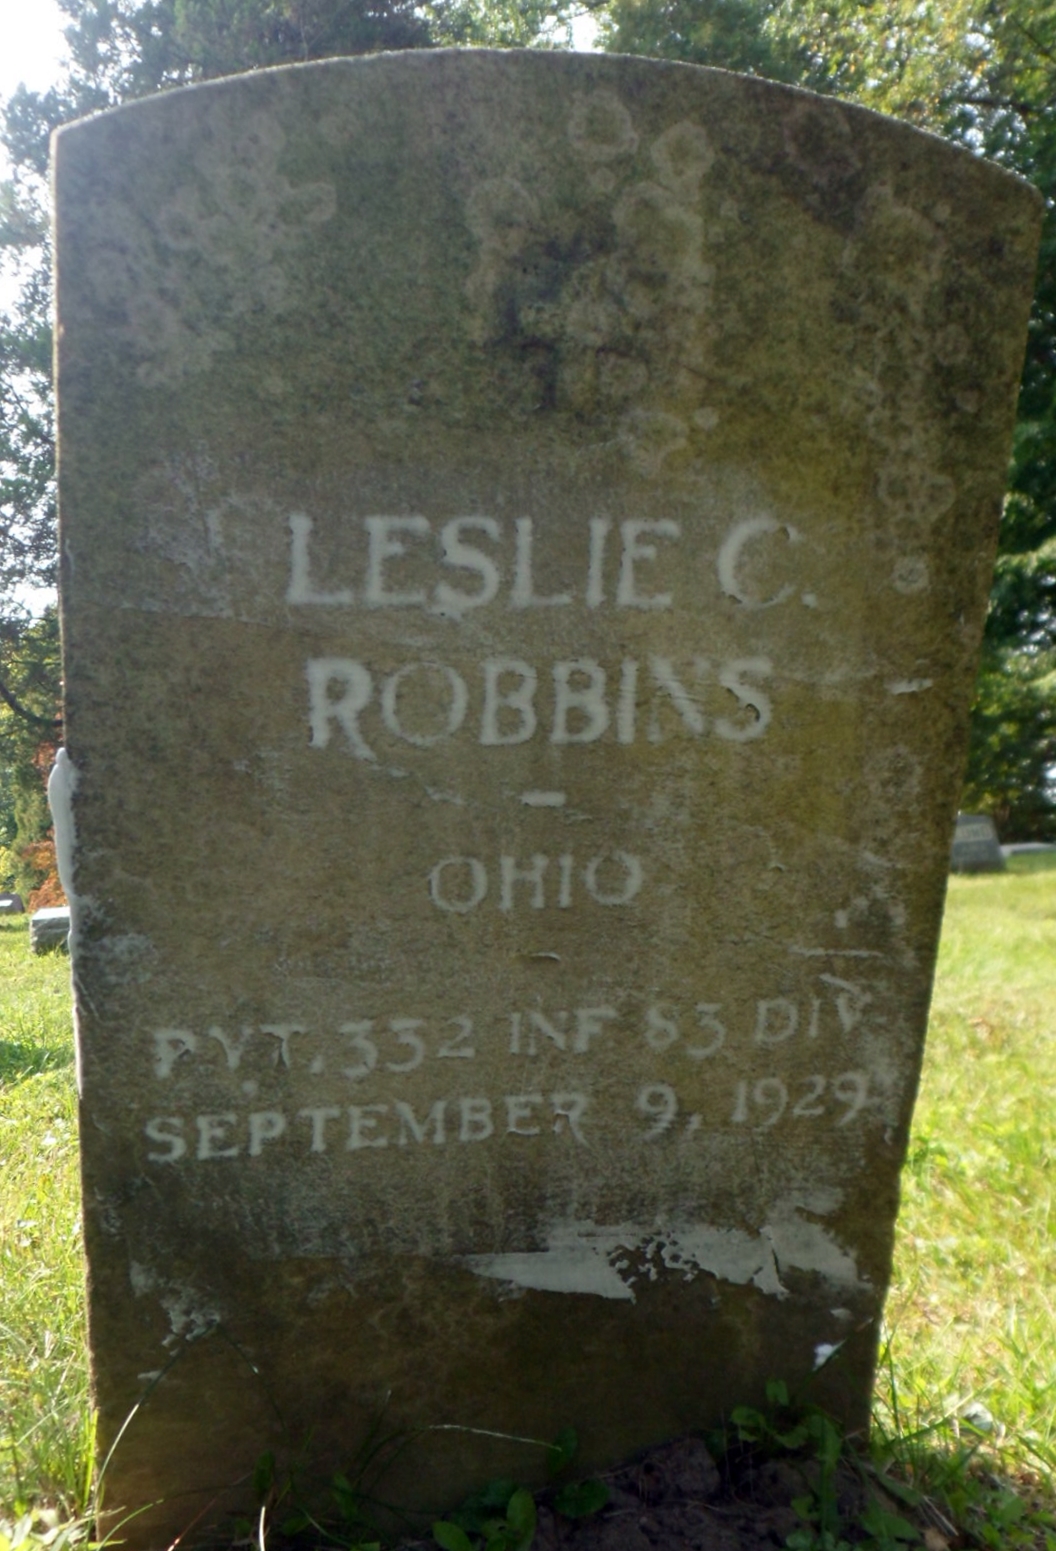 LESLIE C.
ROBBINS
-
OHIO
-
PVT. 332 INF 83 DIV.
SEPTEMBER 9, 1929